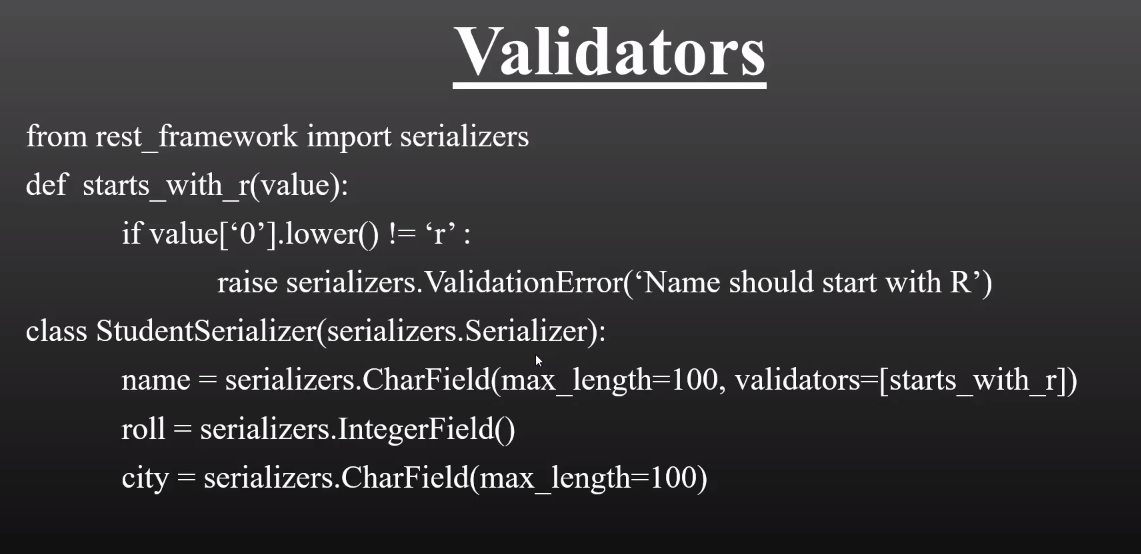 Validators
from rest_framework import serializers
def starts_with_r(value):
if value[‘0’].lower() != ‘r’ :
raise serializers.ValidationError(‘Name should start with R’)
class StudentSerializer(serializers.Serializer):
name = serializers.CharField(max_length=100, validators=[starts_with_r])
roll = serializers.IntegerField()
city = serializers.CharField(max_length=100)